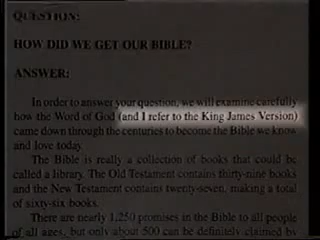 QUESTION:
HOW DID WE GET OUR BIBLE?
ANSWER:
In order to answer your question, we will examine carefully
how the Word of God (and I refer to the King James Version)
came down through the centuries to become the Bible we know
and love today.
The Bible is really a collection of books that could be
called a library. The Old Testament contains thirty-nine books
and the New Testament contains twenty-seven, making a total
of sixty-six books.
There are nearly 1,250 promises in the Bible to all people
of all ages, but only about 500 can be definitely claimed by